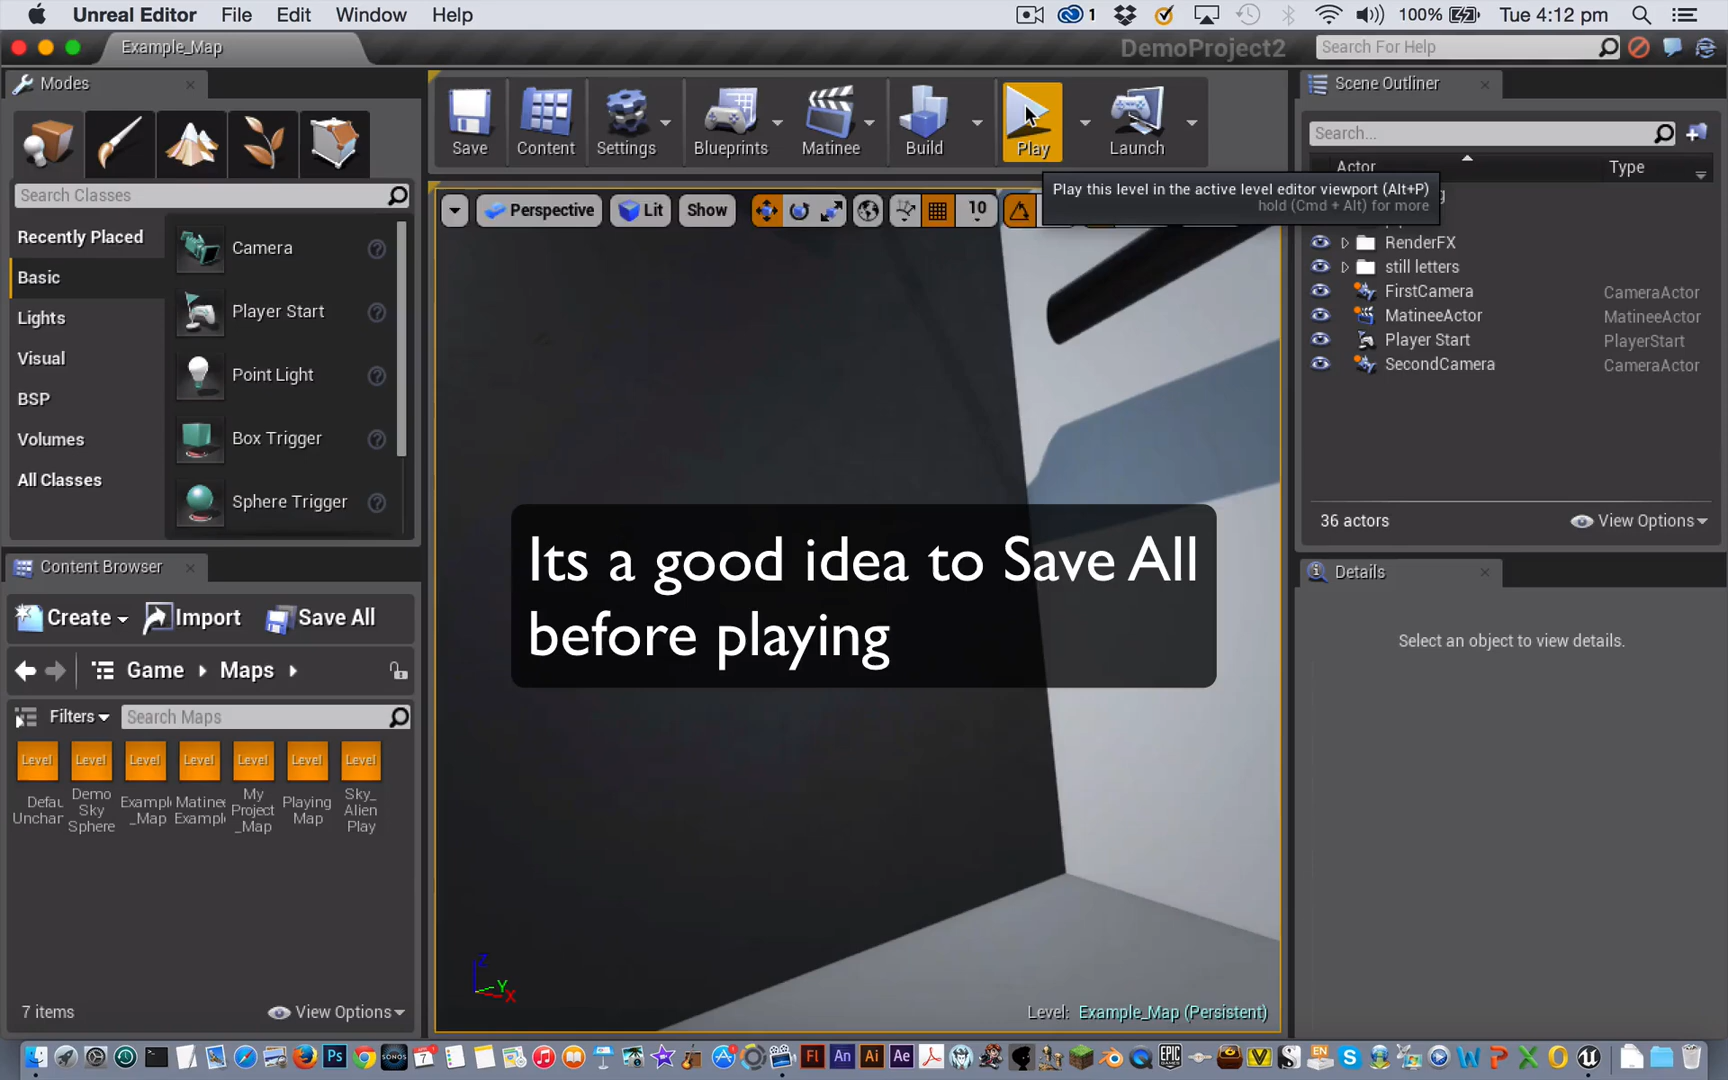 Unreal Editor File Edit Window Help 1 100% Tue 4:12 pm
Example_Map DemoProject2 Search For Help
Modes
Save Content Settings Blueprints Matinee Build Play Launch
Scene Outliner
Search...
Actor Type
Search Classes
Play this level in the active level editor viewport (Alt+P)
hold (Cmd + Alt) for more
Perspective Lit Show 10
Recently Placed
Basic
Lights
Visual
BSP
Volumes
All Classes
Camera
Player Start
Point Light
Box Trigger
Sphere Trigger
RenderFX
still letters
FirstCamera CameraActor
MatineeActor MatineeActor
Player Start PlayerStart
SecondCamera CameraActor
36 actors View Options
Its a good idea to Save All
before playing
Content Browser
Create Import Save All
Game Maps
Filters Search Maps
Level Level Level Level Level Level Level
Defau Unchan
Demo Sky Sphere
Exampl _Map
Matinee Example
My Project _Map
Playing Map
Sky_ Alien Play
7 items View Options
Details
Select an object to view details.
Z
Y
X
Level: Example_Map (Persistent)